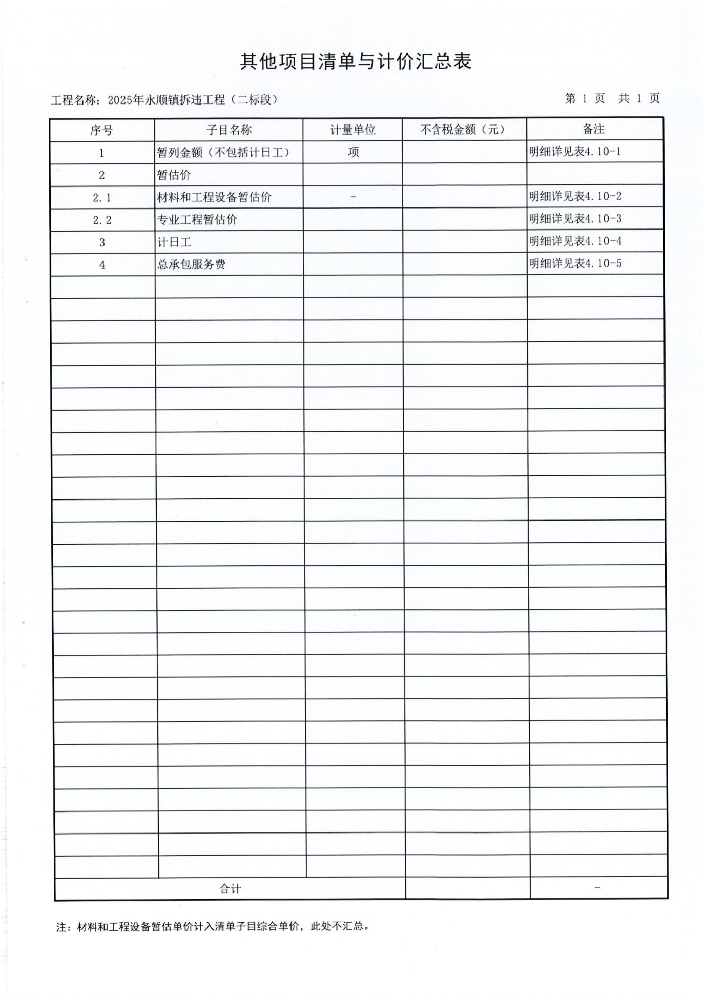 其他项目清单与计价汇总表
工程名称：2025年永顺镇拆违工程（二标段） 第 1 页 共 1 页
序号 子目名称 计量单位 不含税金额（元） 备注
1 暂列金额（不包括计日工） 项 明细详见表4.10-1
2 暂估价
2.1 材料和工程设备暂估价 - 明细详见表4.10-2
2.2 专业工程暂估价 明细详见表4.10-3
3 计日工 明细详见表4.10-4
4 总承包服务费 明细详见表4.10-5
合计 -
注：材料和工程设备暂估单价计入清单子目综合单价，此处不汇总。